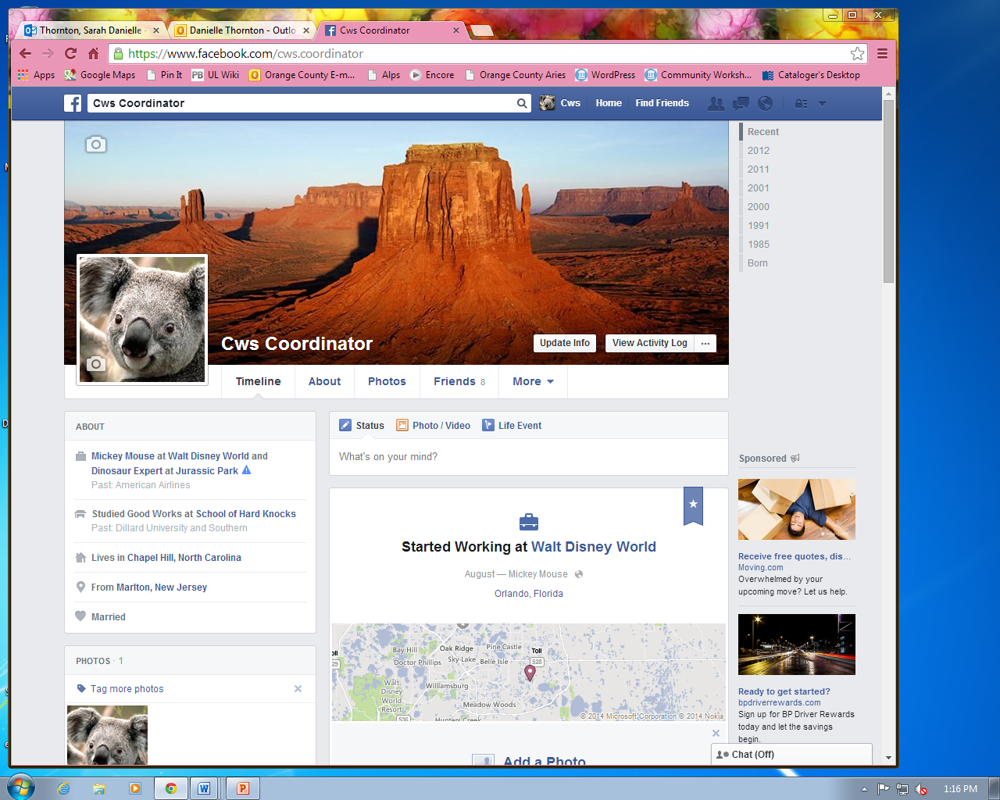 Thornton, Sarah Danielle -
Danielle Thornton - Outlo
Cws Coordinator
https://www.facebook.com/cws.coordinator
Apps
Google Maps
Pin It
PB UL Wiki
Orange County E-m...
Alps
Encore
Orange County Aries
WordPress
Community Worksh...
Cataloger's Desktop
Cws Coordinator
Cws
Home
Find Friends
Recent
2012
2011
2001
2000
1991
1985
Born
Cws Coordinator
Update Info
View Activity Log
...
Timeline
About
Photos
Friends 8
More
ABOUT
Mickey Mouse at Walt Disney World and
Dinosaur Expert at Jurassic Park
Past: American Airlines
Studied Good Works at School of Hard Knocks
Past: Dillard University and Southern
Lives in Chapel Hill, North Carolina
From Marlton, New Jersey
Married
PHOTOS · 1
Tag more photos
Status
Photo / Video
Life Event
What's on your mind?
Started Working at Walt Disney World
August — Mickey Mouse
Orlando, Florida
Bay Hill
Oak Ridge
Pine Castle
Toll
Doctor Phillips
Sky Lake
Belle Isle
528
Walt
Disney
World
Resort
Williamsburg
Meadow Woods
536
Hunters Creek
© 2014 Microsoft Corporation © 2014 Nokia
Add a Photo
Sponsored
Receive free quotes, dis...
Moving.com
Overwhelmed by your
upcoming move? Let us help.
Ready to get started?
bpdriverrewards.com
Sign up for BP Driver Rewards
today and let the savings
begin.
Chat (Off)
1:16 PM